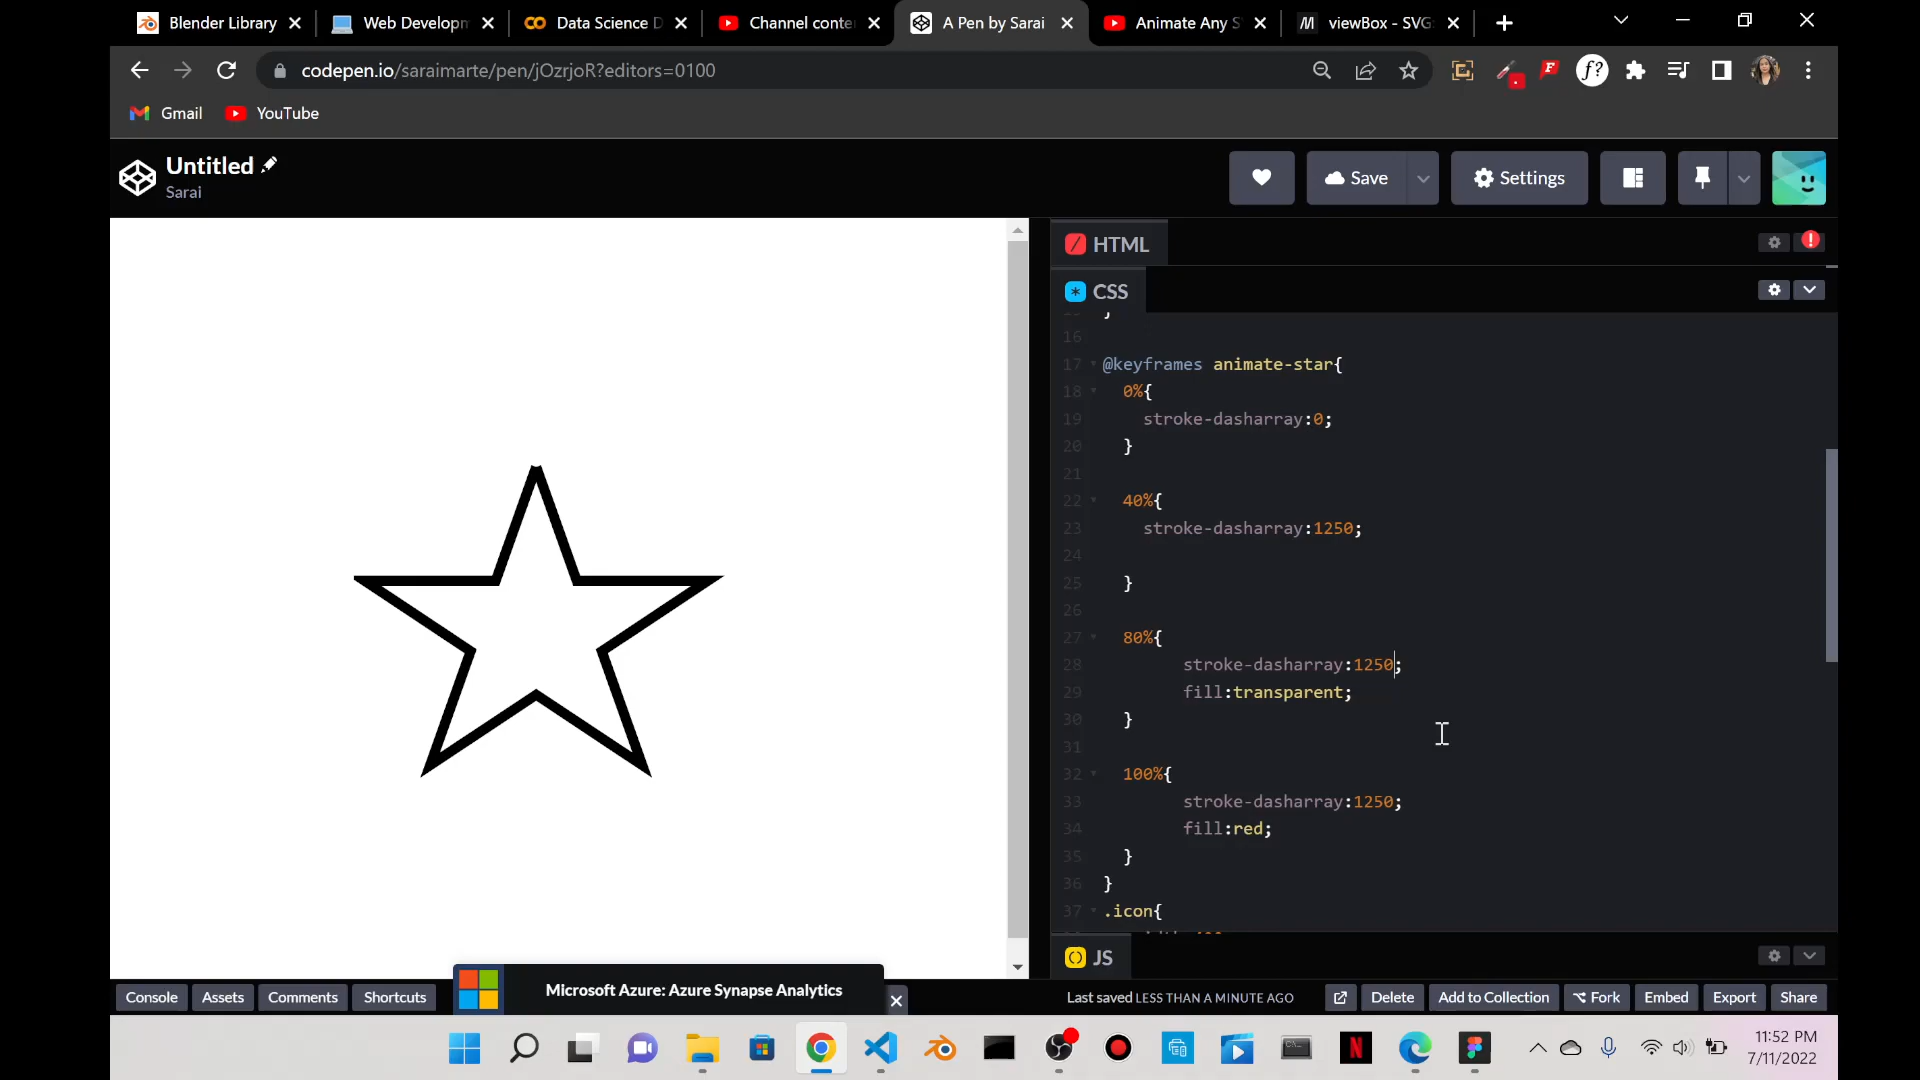 Blender Library
Web Developm
Data Science D
Channel conte
A Pen by Sarai
Animate Any S
viewBox - SVG
codepen.io/saraimarte/pen/jOzrjoR?editors=0100
Gmail
YouTube
Untitled
Sarai
Save
Settings
HTML
CSS
16
17 @keyframes animate-star{
18 0%{
19 stroke-dasharray:0;
20 }
21
22 40%{
23 stroke-dasharray:1250;
24
25 }
26
27 80%{
28 stroke-dasharray:1250;
29 fill:transparent;
30 }
31
32 100%{
33 stroke-dasharray:1250;
34 fill:red;
35 }
36 }
37 .icon{
JS
Microsoft Azure: Azure Synapse Analytics
Console
Assets
Comments
Shortcuts
Last saved LESS THAN A MINUTE AGO
Delete
Add to Collection
Fork
Embed
Export
Share
11:52 PM
7/11/2022